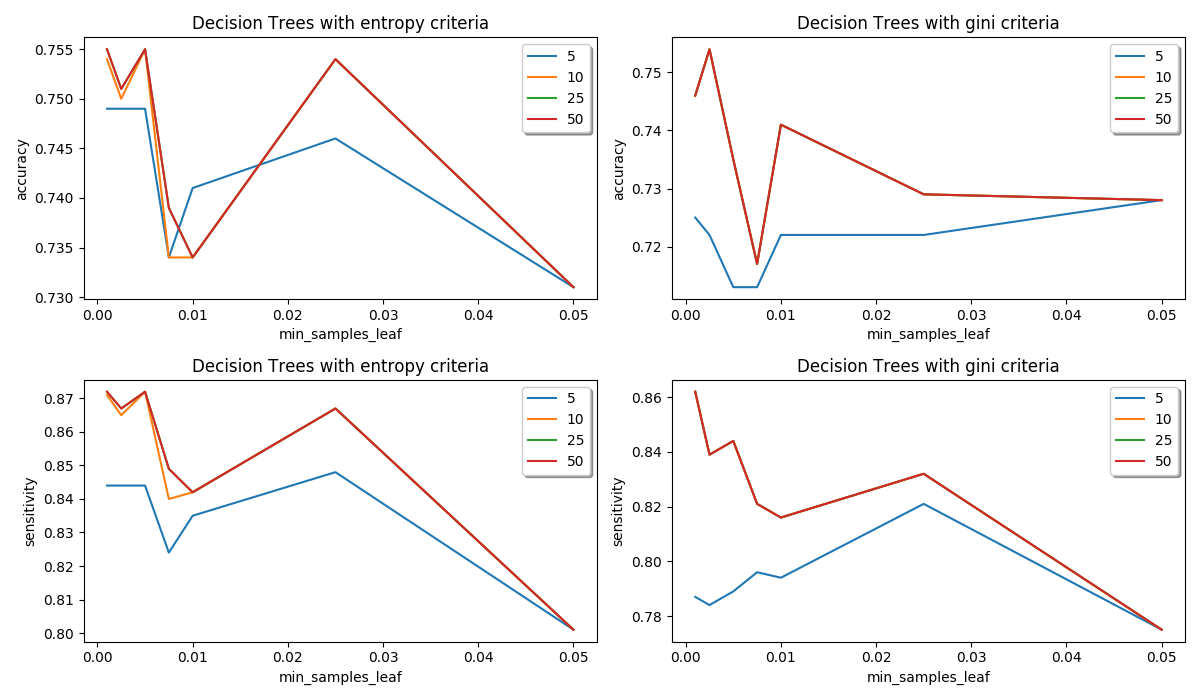 Decision Trees with entropy criteria
accuracy
0.755
0.750
0.745
0.740
0.735
0.730
0.00 0.01 0.02 0.03 0.04 0.05
min_samples_leaf
5
10
25
50
Decision Trees with gini criteria
accuracy
0.75
0.74
0.73
0.72
0.00 0.01 0.02 0.03 0.04 0.05
min_samples_leaf
5
10
25
50
Decision Trees with entropy criteria
sensitivity
0.87
0.86
0.85
0.84
0.83
0.82
0.81
0.80
0.00 0.01 0.02 0.03 0.04 0.05
min_samples_leaf
5
10
25
50
Decision Trees with gini criteria
sensitivity
0.86
0.84
0.82
0.80
0.78
0.00 0.01 0.02 0.03 0.04 0.05
min_samples_leaf
5
10
25
50